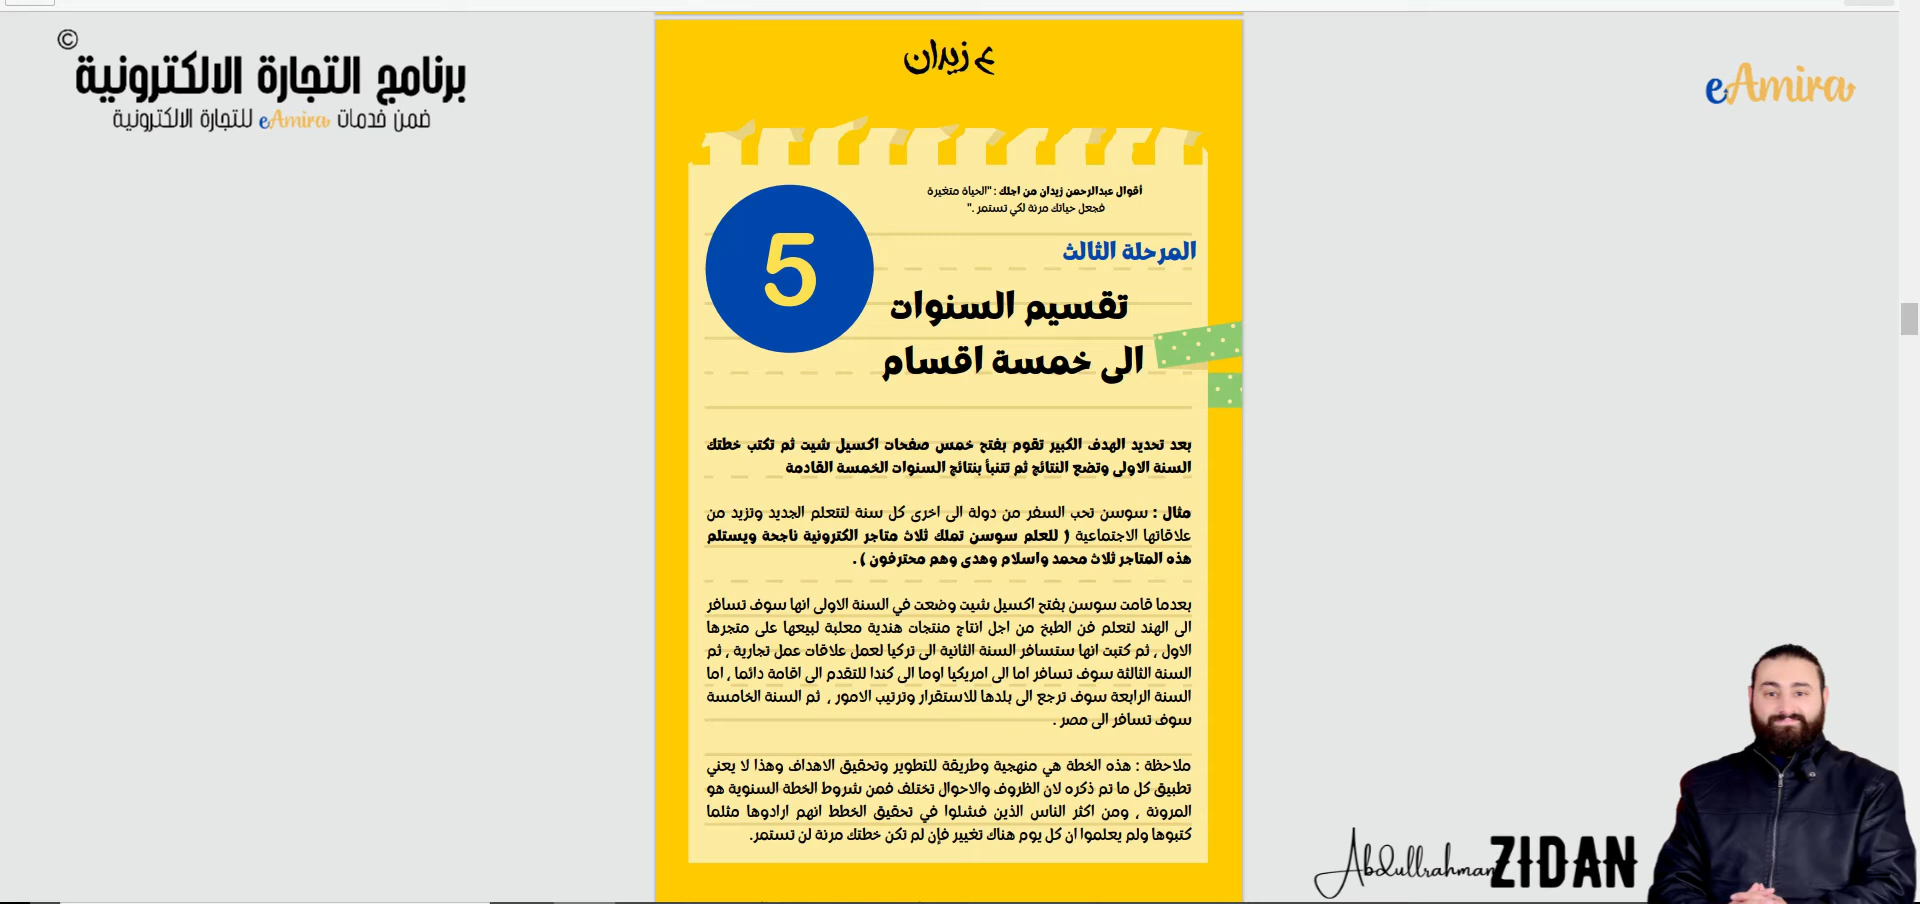 ©
برنامج التجارة الالكترونية
ضمن خدمات eAmira للتجارة الالكترونية
eAmira
ع زيدان
أقوال عبدالرحمن زيدان من اجلك : "الحياة متغيرة
فجعل حياتك مرنة لكي تستمر ."
5
المرحلة الثالث
تقسيم السنوات
الى خمسة اقسام
بعد تحديد الهدف الكبير تقوم بفتح خمس صفحات اكسيل شيت ثم تكتب خطتك
السنة الاولى وتضع النتائج ثم تتنبأ بنتائج السنوات الخمسة القادمة
مثال : سوسن تحب السفر من دولة الى اخرى كل سنة لتتعلم الجديد وتزيد من
علاقاتها الاجتماعية ( للعلم سوسن تملك ثلاث متاجر الكترونية ناجحة ويستلم
هذه المتاجر ثلاث محمد واسلام وهدى وهم محترفون ) .
بعدما قامت سوسن بفتح اكسيل شيت وضعت في السنة الاولى انها سوف تسافر
الى الهند لتعلم فن الطبخ من اجل انتاج منتجات هندية معلبة لبيعها على متجرها
الاول ، ثم كتبت انها ستسافر السنة الثانية الى تركيا لعمل علاقات عمل تجارية ، ثم
السنة الثالثة سوف تسافر اما الى امريكيا اوما الى كندا للتقدم الى اقامة دائما ، اما
السنة الرابعة سوف ترجع الى بلدها للاستقرار وترتيب الامور ، ثم السنة الخامسة
سوف تسافر الى مصر .
ملاحظة : هذه الخطة هي منهجية وطريقة للتطوير وتحقيق الاهداف وهذا لا يعني
تطبيق كل ما تم ذكره لان الظروف والاحوال تختلف فمن شروط الخطة السنوية هو
المرونة ، ومن اكثر الناس الذين فشلوا في تحقيق الخطط انهم ارادوها مثلما
كتبوها ولم يعلموا ان كل يوم هناك تغيير فإن لم تكن خطتك مرنة لن تستمر.
Abdullrahman ZIDAN